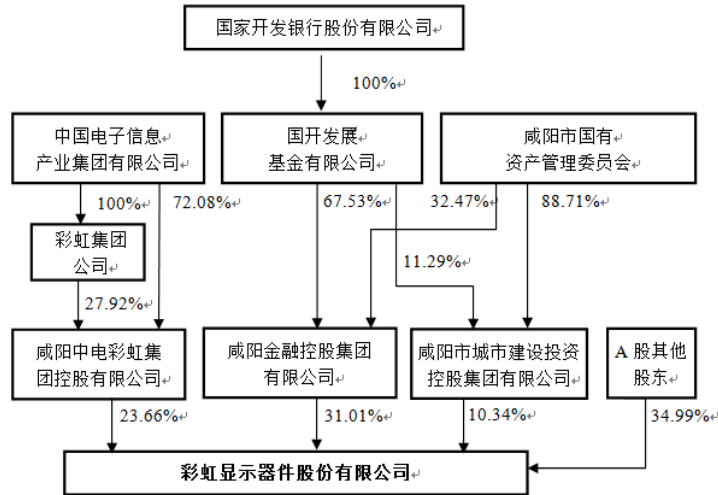 国家开发银行股份有限公司
100%
中国电子信息
产业集团有限公司
国开发展
基金有限公司
咸阳市国有
资产管理委员会
100%
72.08%
67.53%
32.47%
88.71%
彩虹集团
公司
11.29%
27.92%
咸阳中电彩虹集
团控股有限公司
咸阳金融控股集团
有限公司
咸阳市城市建设投资
控股集团有限公司
A 股其他
股东
23.66%
31.01%
10.34%
34.99%
彩虹显示器件股份有限公司